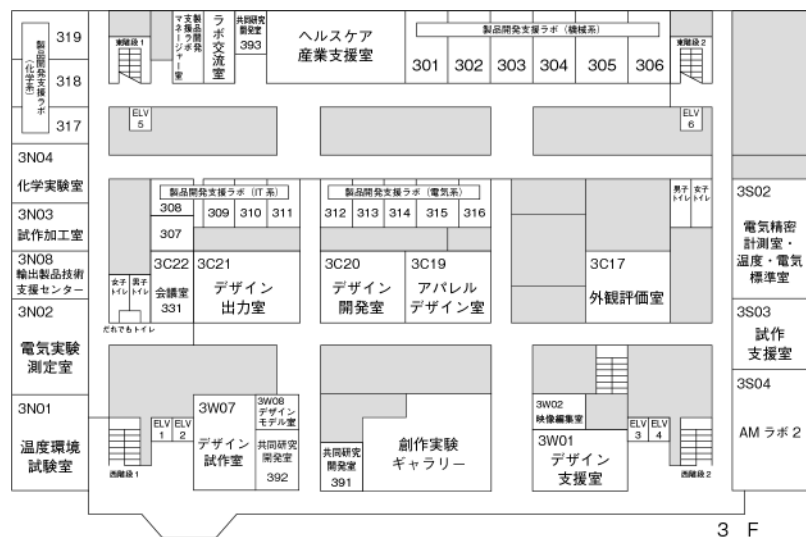 319
318
317
製品開発支援ラボ
（化学系）
東階段 1
製品開発
支援ラボ
マネージャー室
ラボ交流室
共同研究
開発室
393
ヘルスケア
産業支援室
製品開発支援ラボ（機械系）
301
302
303
304
305
306
東階段 2
ELV
5
ELV
6
3N04
化学実験室
3N03
試作加工室
3N08
輸出製品技術
支援センター
3N02
電気実験
測定室
3N01
温度環境
試験室
製品開発支援ラボ（IT 系）
308
307
309
310
311
製品開発支援ラボ（電気系）
312
313
314
315
316
男子
トイレ
女子
トイレ
3S02
電気精密
計測室・
温度・電気
標準室
3S03
試作
支援室
3S04
AM ラボ 2
女子
トイレ
男子
トイレ
だれでもトイレ
3C22
会議室
331
3C21
デザイン
出力室
3C20
デザイン
開発室
3C19
アパレル
デザイン室
3C17
外観評価室
西階段 1
ELV
1
ELV
2
3W07
デザイン
試作室
3W08
デザイン
モデル室
共同研究
開発室
392
共同研究
開発室
391
創作実験
ギャラリー
3W02
映像編集室
3W01
デザイン
支援室
ELV
3
ELV
4
西階段 2
3 F